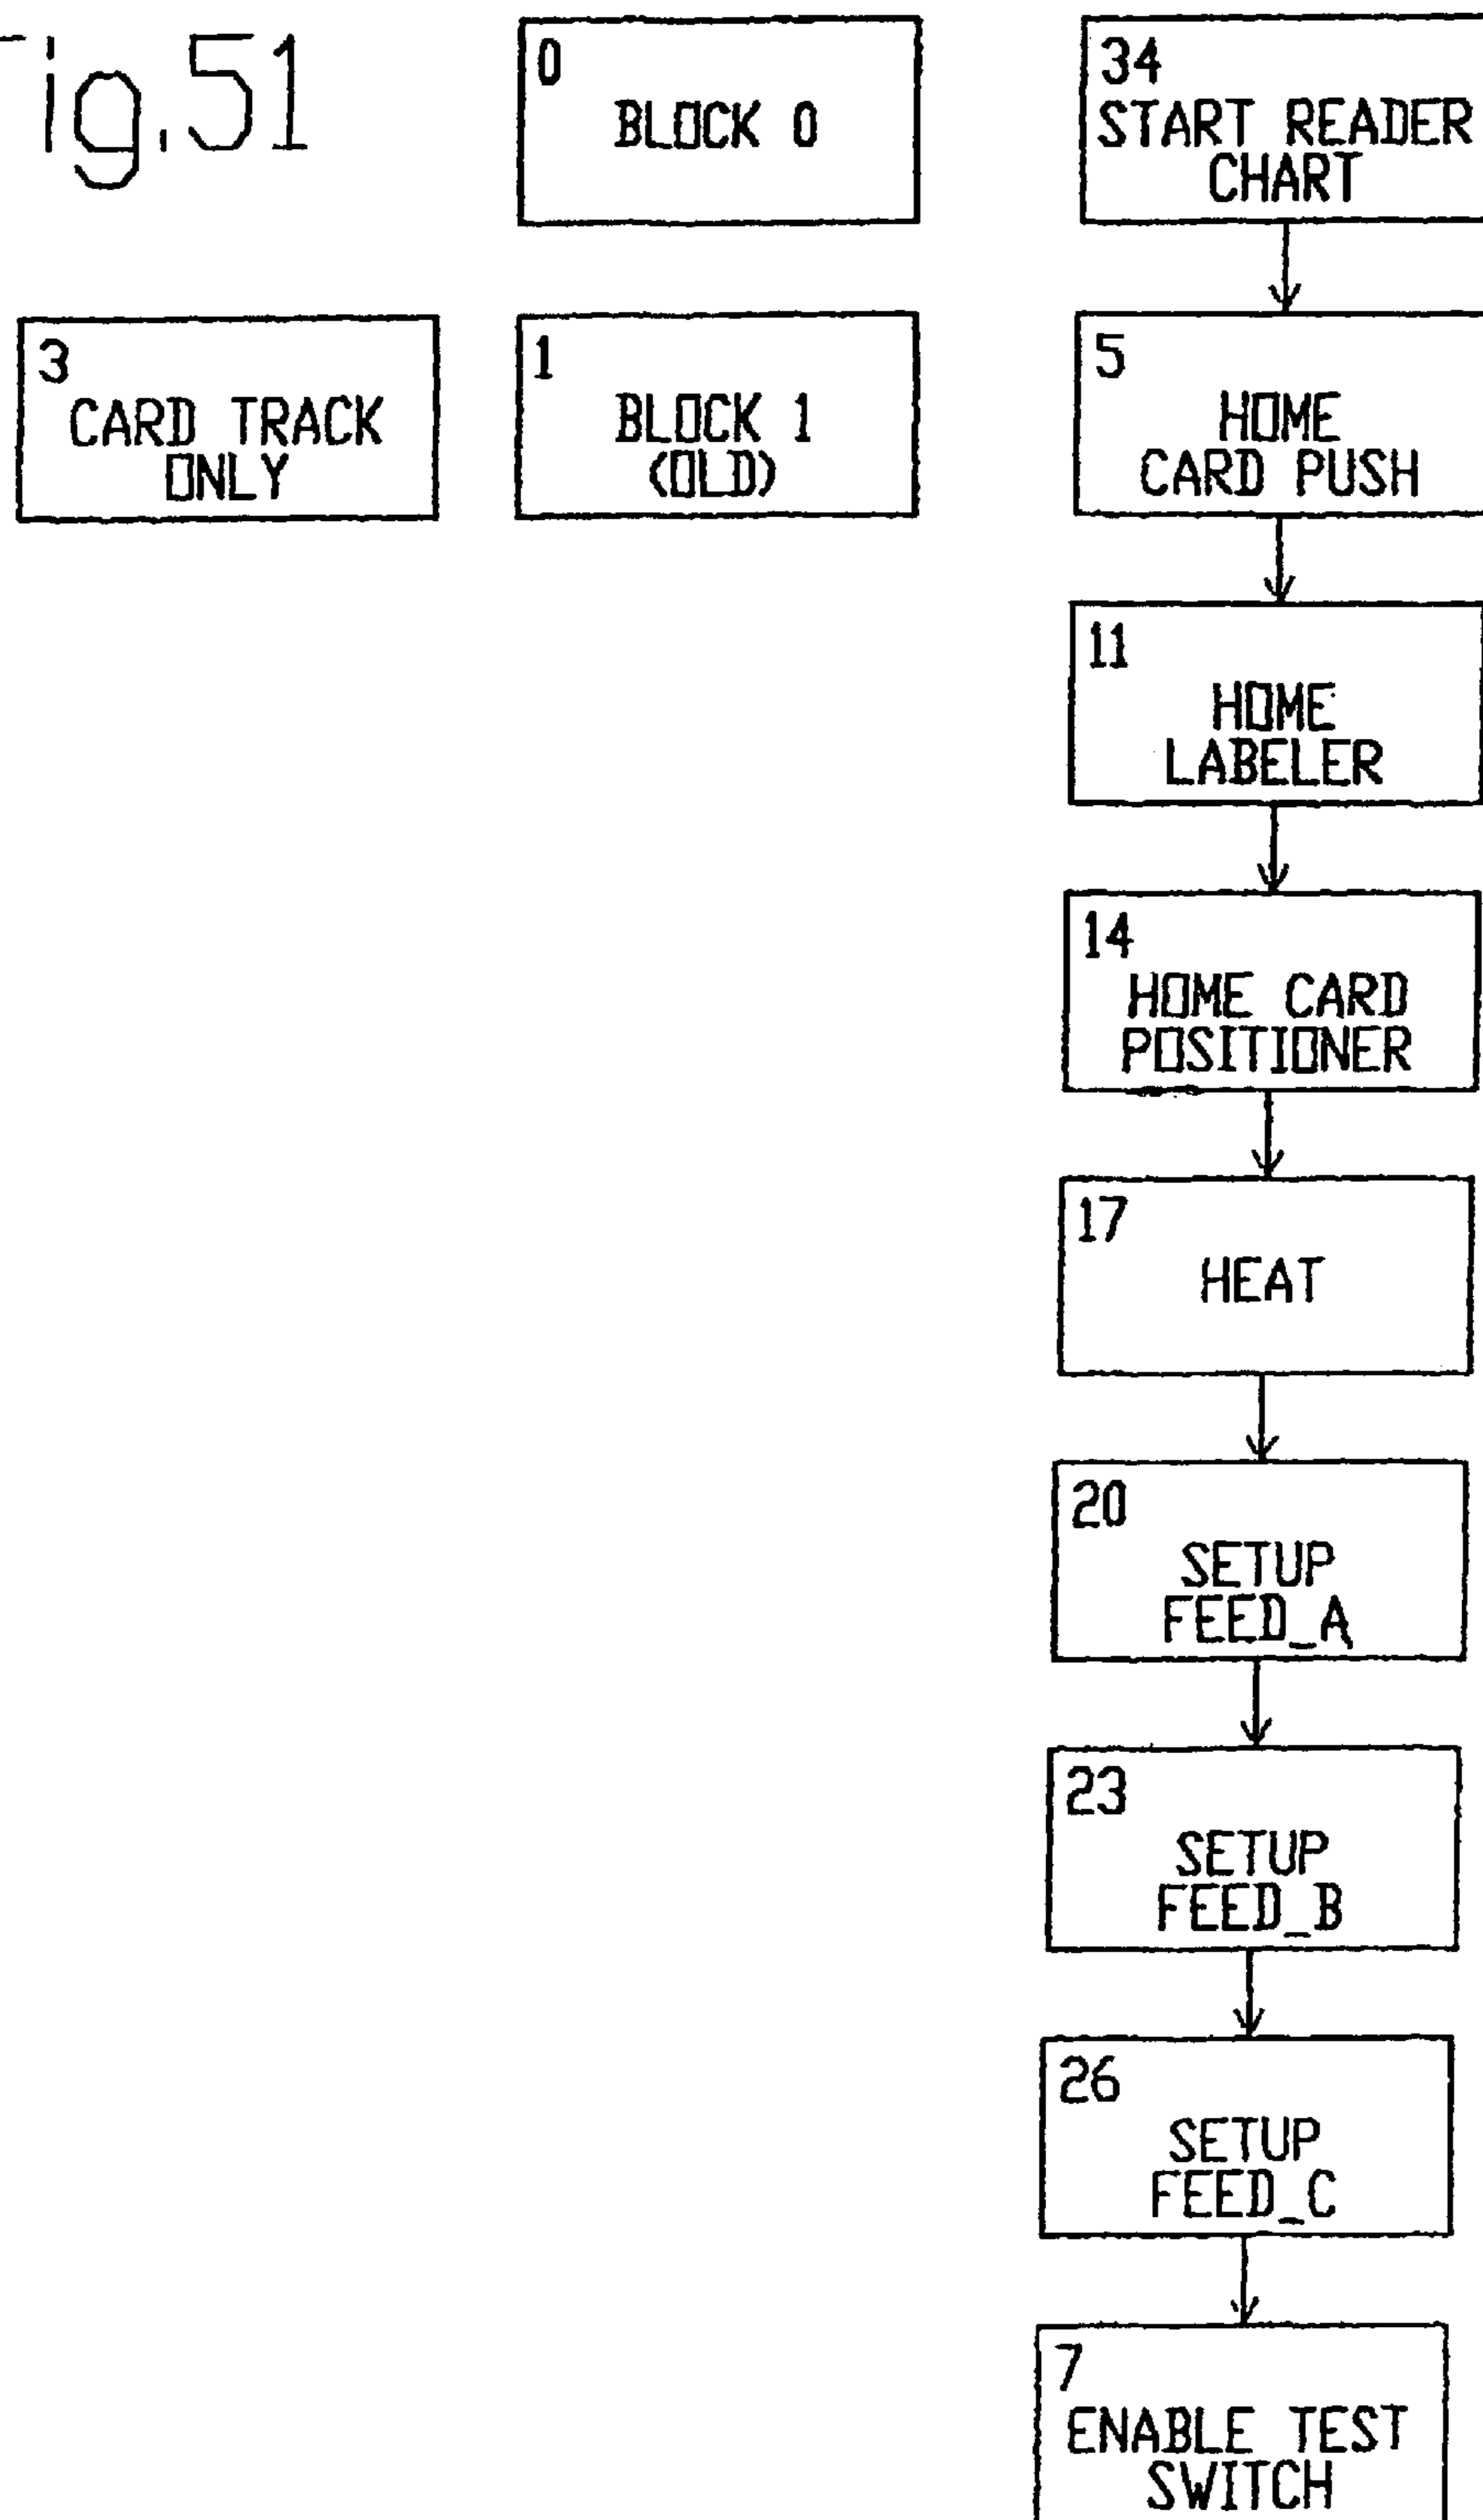 ig.51
0
BLOCK 0
34
START READER
CHART
3
CARD TRACK
ONLY
1
BLOCK 1
(OLD)
5
HOME
CARD PUSH
11
HOME
LABELER
14
HOME CARD
POSITIONER
17
HEAT
20
SETUP
FEED_A
23
SETUP
FEED_B
26
SETUP
FEED_C
7
ENABLE TEST
SWITCH